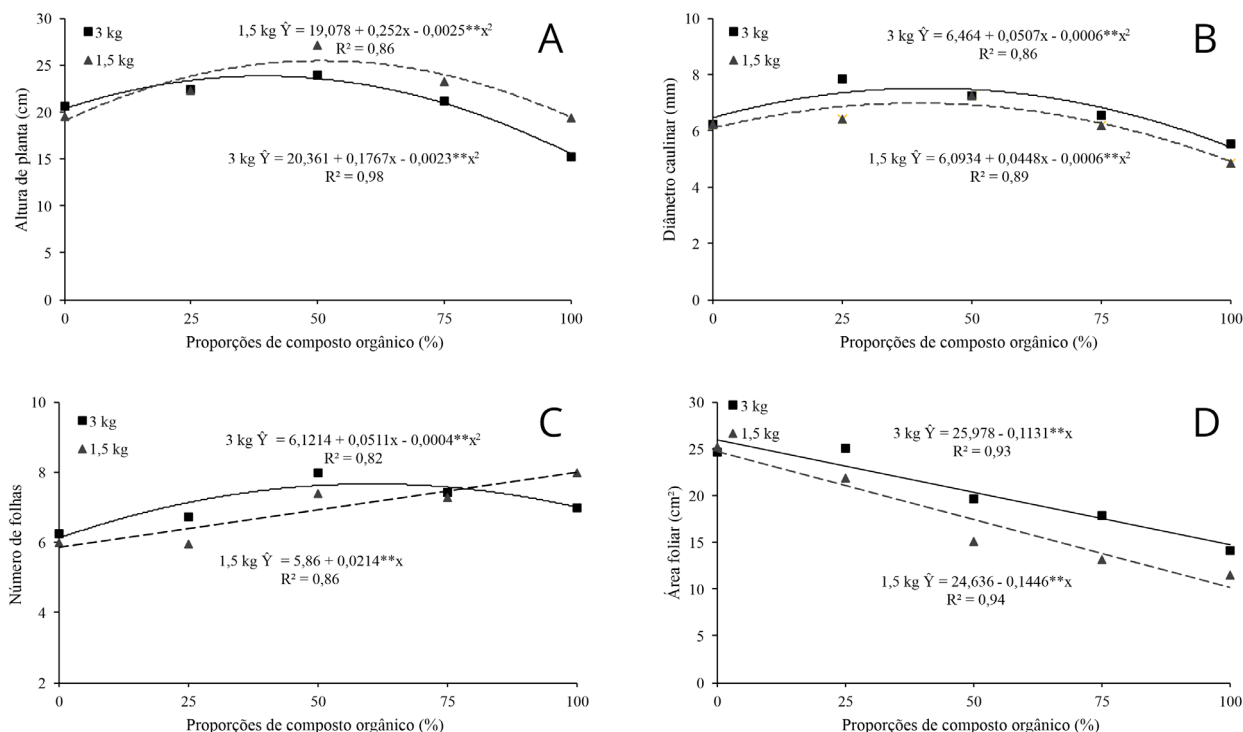 A
3 kg
1,5 kg
1,5 kg Ŷ = 19,078 + 0,252x - 0,0025**x²
R² = 0,86
3 kg Ŷ = 20,361 + 0,1767x - 0,0023**x²
R² = 0,98
Altura de planta (cm)
30
25
20
15
10
5
0
0 25 50 75 100
Proporções de composto orgânico (%)
B
3 kg
1,5 kg
3 kg Ŷ = 6,464 + 0,0507x - 0,0006**x²
R² = 0,86
1,5 kg Ŷ = 6,0934 + 0,0448x - 0,0006**x²
R² = 0,89
Diâmetro caulinar (mm)
10
8
6
4
2
0
0 25 50 75 100
Proporções de composto orgânico (%)
C
3 kg
1,5 kg
3 kg Ŷ = 6,1214 + 0,0511x - 0,0004**x²
R² = 0,82
1,5 kg Ŷ = 5,86 + 0,0214**x
R² = 0,86
Número de folhas
10
8
6
4
2
0 25 50 75 100
Proporções de composto orgânico (%)
D
3 kg
1,5 kg
3 kg Ŷ = 25,978 - 0,1131**x
R² = 0,93
1,5 kg Ŷ = 24,636 - 0,1446**x
R² = 0,94
Área foliar (cm²)
30
25
20
15
10
5
0
0 25 50 75 100
Proporções de composto orgânico (%)